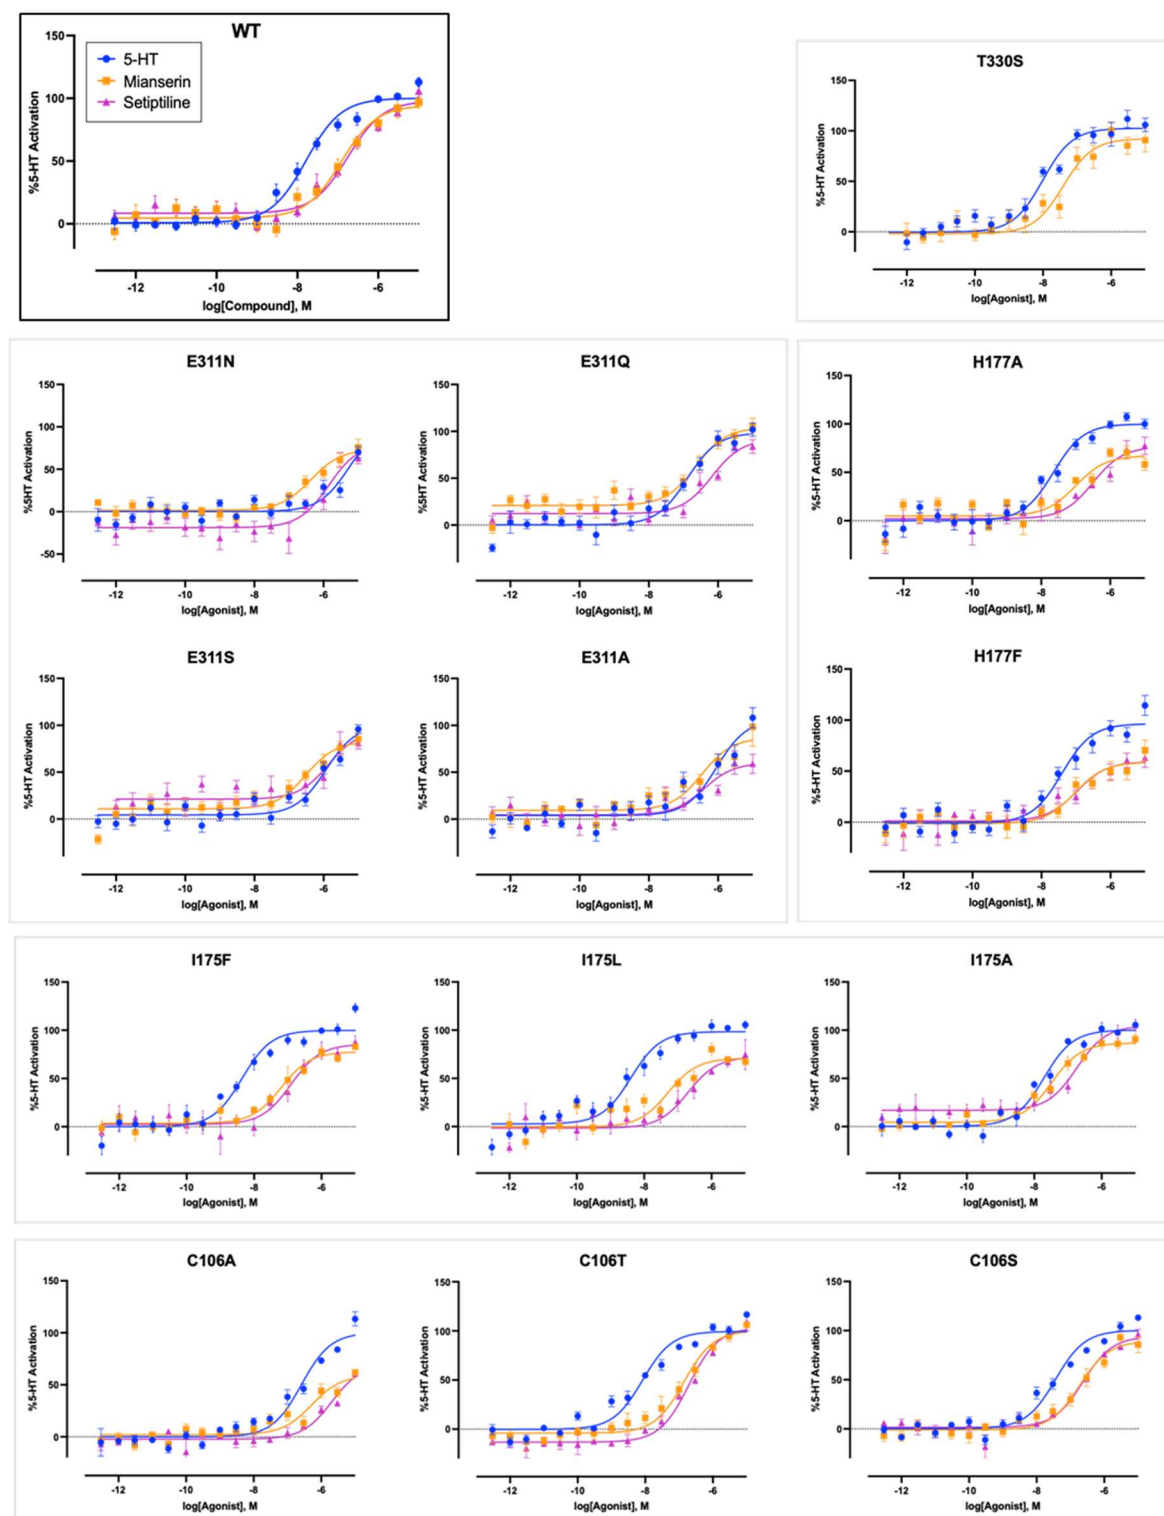 WT
150
100
50
0
%5-HT Activation
5-HT
Mianserin
Setiptiline
-12 -10 -8 -6
log[Compound], M
T330S
150
100
50
0
%5-HT Activation
-12 -10 -8 -6
log[Agonist], M
E311N
150
100
50
0
-50
%5HT Activation
-12 -10 -8 -6
log[Agonist], M
E311Q
150
100
50
0
%5HT Activation
-12 -10 -8 -6
log[Agonist], M
H177A
150
100
50
0
%5-HT Activation
-12 -10 -8 -6
log[Agonist], M
E311S
150
100
50
0
%5-HT Activation
-12 -10 -8 -6
log[Agonist], M
E311A
150
100
50
0
%5-HT Activation
-12 -10 -8 -6
log[Agonist], M
H177F
150
100
50
0
%5-HT Activation
-12 -10 -8 -6
log[Agonist], M
I175F
150
100
50
0
%5-HT Activation
-12 -10 -8 -6
log[Agonist], M
I175L
150
100
50
0
%5-HT Activation
-12 -10 -8 -6
log[Agonist], M
I175A
150
100
50
0
%5-HT Activation
-12 -10 -8 -6
log[Agonist], M
C106A
150
100
50
0
%5-HT Activation
-12 -10 -8 -6
log[Agonist], M
C106T
150
100
50
0
%5-HT Activation
-12 -10 -8 -6
log[Agonist], M
C106S
150
100
50
0
%5-HT Activation
-12 -10 -8 -6
log[Agonist], M